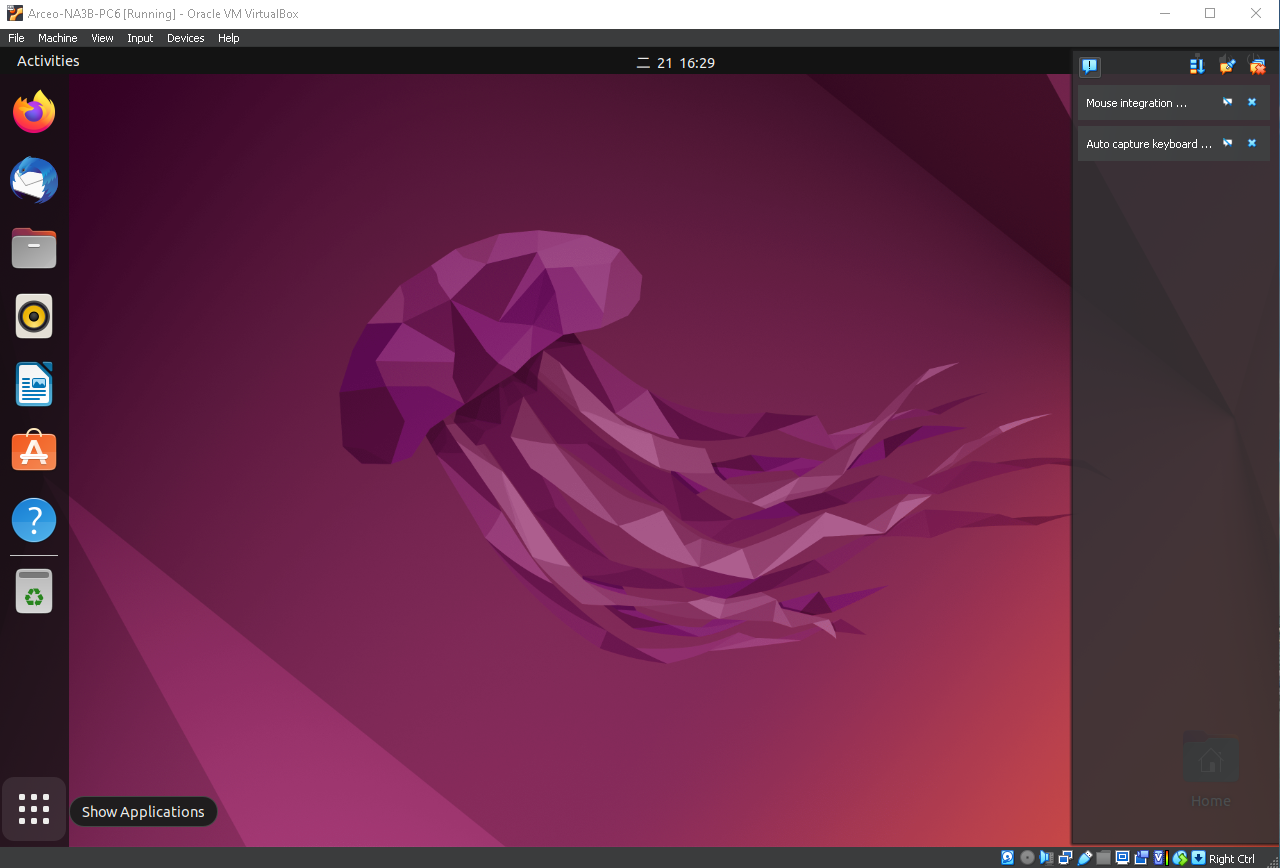 Arceo-NA3B-PC6 [Running] - Oracle VM VirtualBox
File Machine View Input Devices Help
Activities
二 21 16:29
Mouse integration ...
Auto capture keyboard ...
Home
Show Applications
Right Ctrl